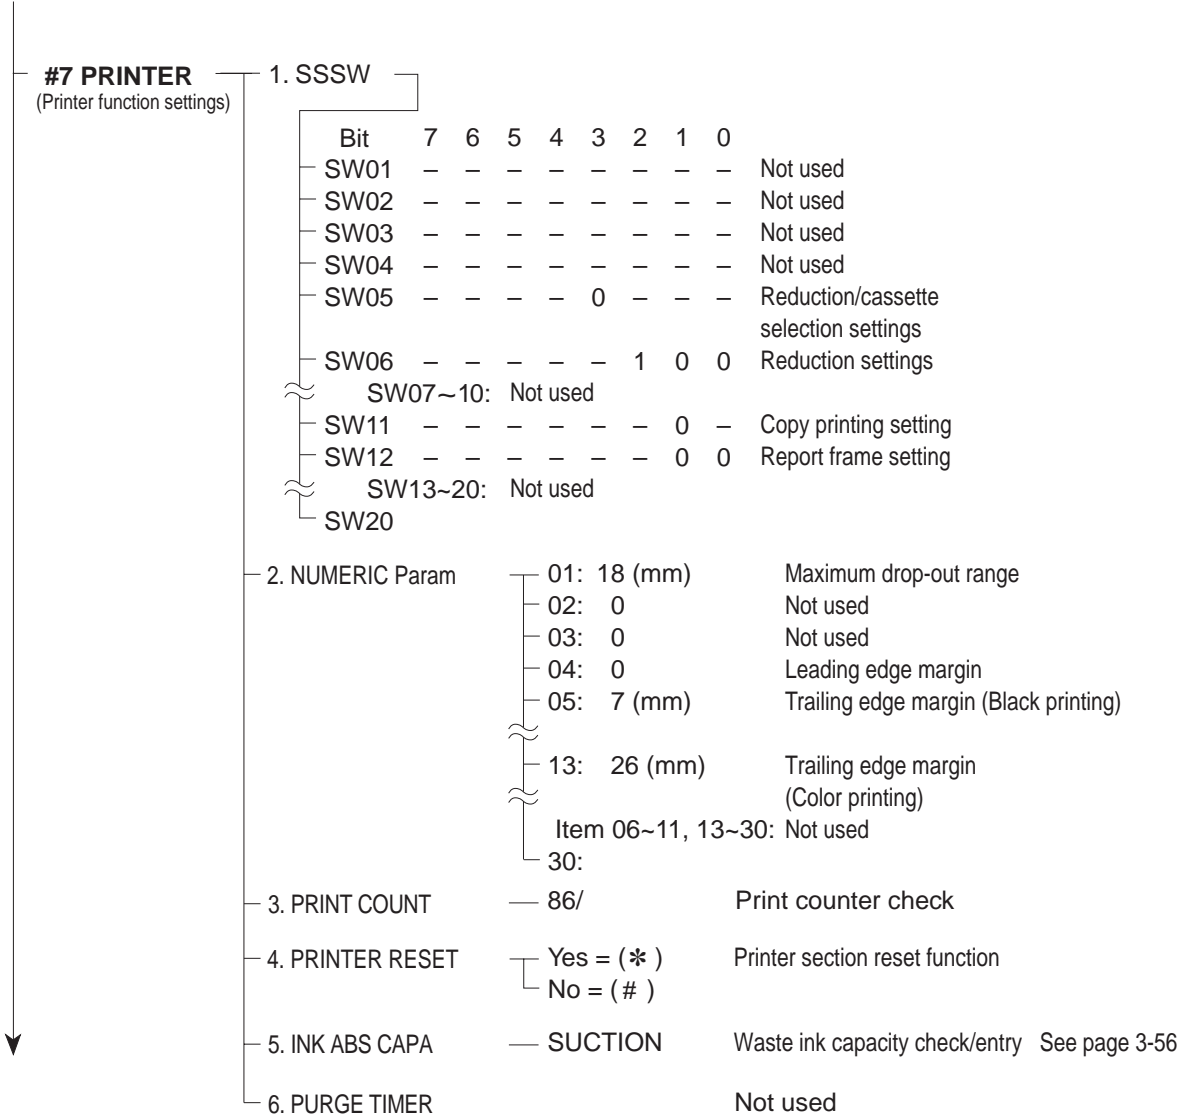 #7 PRINTER 1. SSSW
(Printer function settings)
Bit 7 6 5 4 3 2 1 0
SW01 – – – – – – – – Not used
SW02 – – – – – – – – Not used
SW03 – – – – – – – – Not used
SW04 – – – – – – – – Not used
SW05 – – – – 0 – – – Reduction/cassette
selection settings
SW06 – – – – – 1 0 0 Reduction settings
SW07~10: Not used
SW11 – – – – – – 0 – Copy printing setting
SW12 – – – – – – 0 0 Report frame setting
SW13~20: Not used
SW20
2. NUMERIC Param 01: 18 (mm) Maximum drop-out range
02: 0 Not used
03: 0 Not used
04: 0 Leading edge margin
05: 7 (mm) Trailing edge margin (Black printing)
13: 26 (mm) Trailing edge margin
(Color printing)
Item 06~11, 13~30: Not used
30:
3. PRINT COUNT 86/ Print counter check
4. PRINTER RESET Yes = (✻ ) Printer section reset function
No = ( # )
5. INK ABS CAPA SUCTION Waste ink capacity check/entry See page 3-56
6. PURGE TIMER Not used